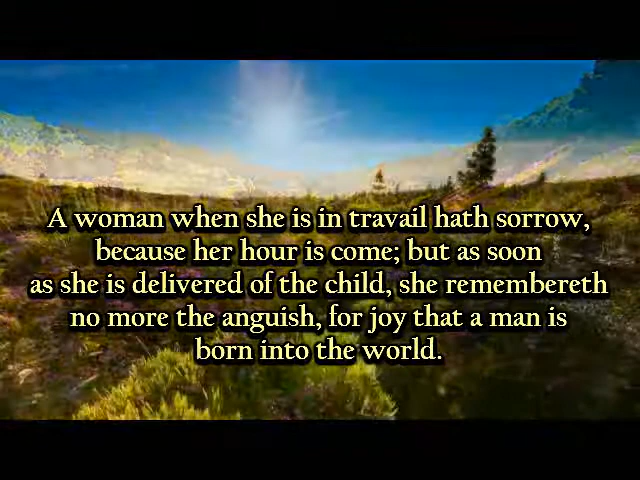 A woman when she is in travail hath sorrow,
because her hour is come; but as soon
as she is delivered of the child, she remembereth
no more the anguish, for joy that a man is
born into the world.